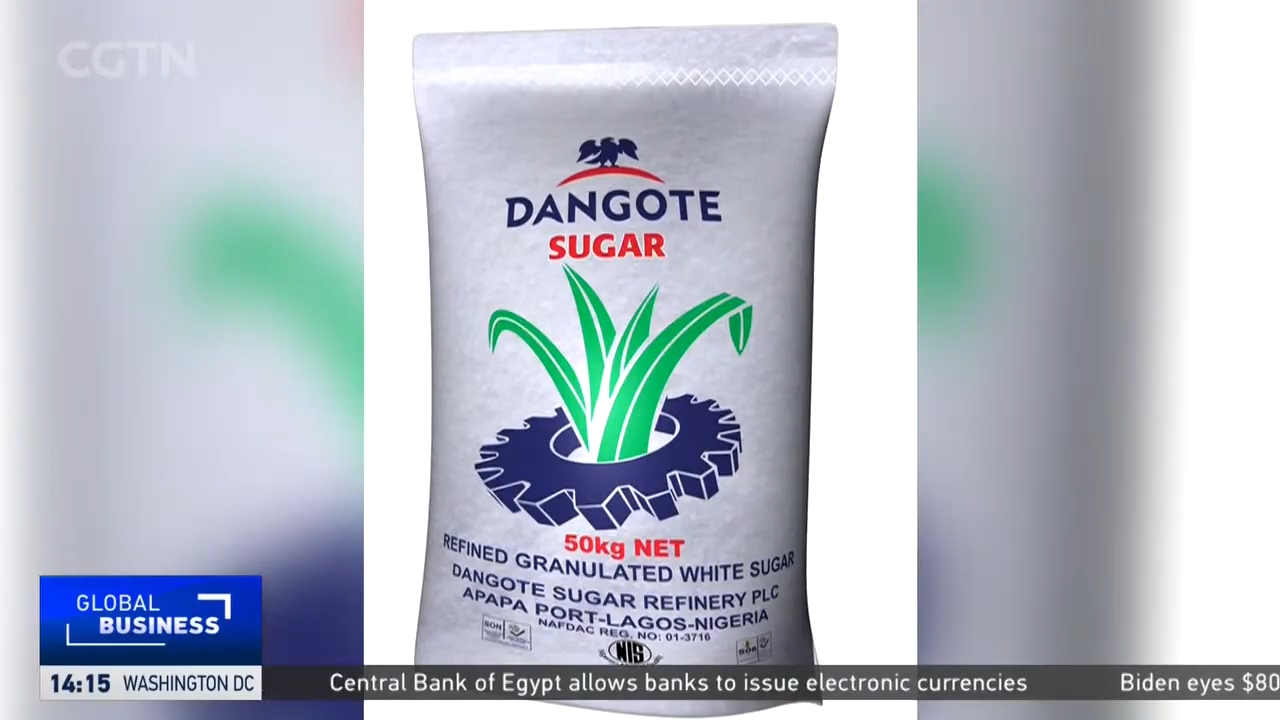 CGTN
DANGOTE
SUGAR
50kg NET
REFINED GRANULATED WHITE SUGAR
DANGOTE SUGAR REFINERY PLC
APAPA PORT-LAGOS-NIGERIA
NAFDAC REG. NO: 01-3716
SON
NIS
GLOBAL
BUSINESS
14:15 WASHINGTON DC
Central Bank of Egypt allows banks to issue electronic currencies
Biden eyes $80